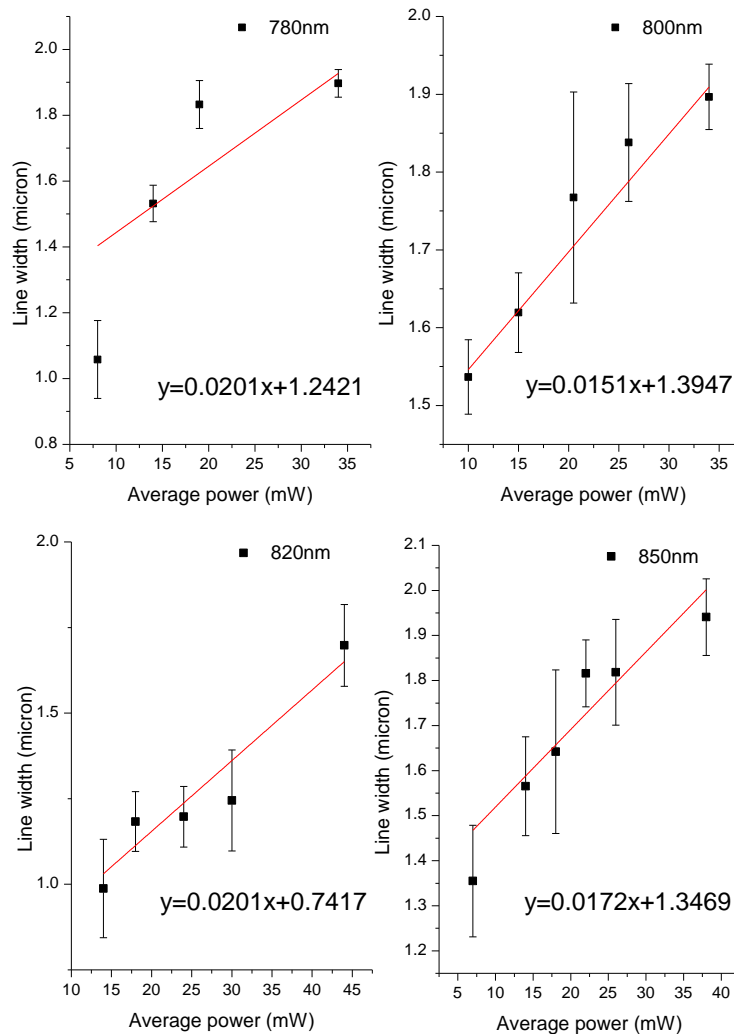 780nm
2.0
1.8
1.6
1.4
1.2
1.0
0.8
Line width (micron)
y=0.0201x+1.2421
5 10 15 20 25 30 35
Average power (mW)
800nm
1.9
1.8
1.7
1.6
1.5
Line width (micron)
y=0.0151x+1.3947
10 15 20 25 30 35
Average power (mW)
820nm
2.0
1.5
1.0
Line width (micron)
y=0.0201x+0.7417
10 15 20 25 30 35 40 45
Average power (mW)
850nm
2.1
2.0
1.9
1.8
1.7
1.6
1.5
1.4
1.3
1.2
Line width (micron)
y=0.0172x+1.3469
5 10 15 20 25 30 35 40
Average power (mW)